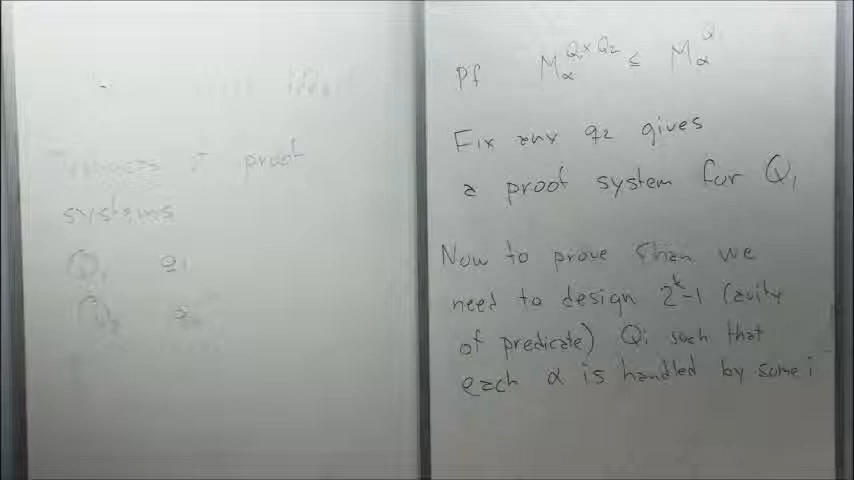 of proof
systems
Q1 q1
Q2
Pf M_α^{Q1×Q2} ≤ M_α^{Q1}
Fix any q2 gives
a proof system for Q1
Now to prove Thm we
need to design 2^k-1 (arity
of predicate) Qi such that
each α is handled by some i